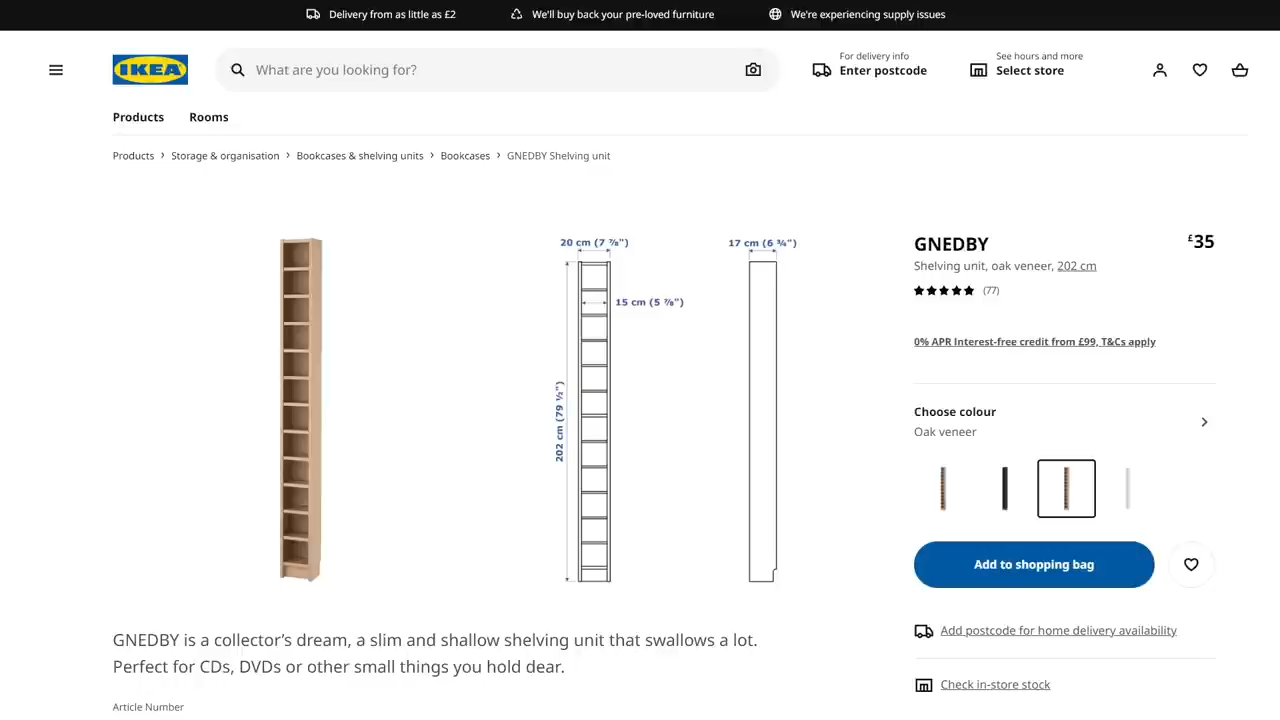 Delivery from as little as £2
We'll buy back your pre-loved furniture
We're experiencing supply issues
IKEA
What are you looking for?
For delivery info
Enter postcode
See hours and more
Select store
Products
Rooms
Products › Storage & organisation › Bookcases & shelving units › Bookcases › GNEDBY Shelving unit
20 cm (7 ⅞")
17 cm (6 ¾")
15 cm (5 ⅞")
202 cm (79 ½")
GNEDBY
£35
Shelving unit, oak veneer, 202 cm
(77)
0% APR Interest-free credit from £99, T&Cs apply
Choose colour
Oak veneer
Add to shopping bag
GNEDBY is a collector’s dream, a slim and shallow shelving unit that swallows a lot.
Perfect for CDs, DVDs or other small things you hold dear.
Article Number
Add postcode for home delivery availability
Check in-store stock